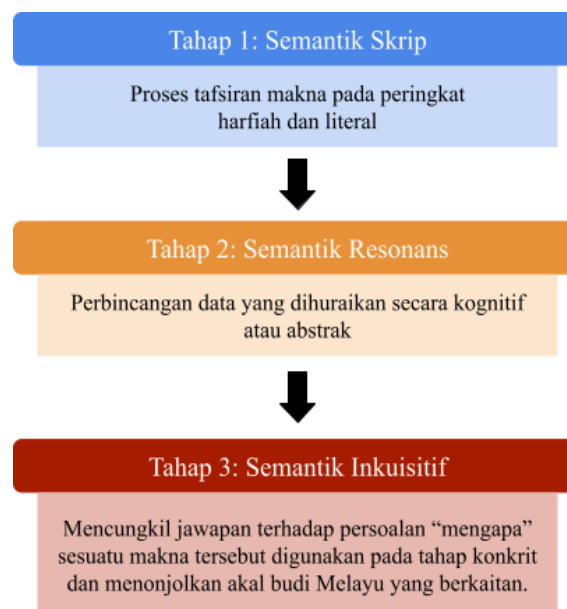 Tahap 1: Semantik Skrip
Proses tafsiran makna pada peringkat
harfiah dan literal
Tahap 2: Semantik Resonans
Perbincangan data yang dihuraikan secara kognitif
atau abstrak
Tahap 3: Semantik Inkuisitif
Mencungkil jawapan terhadap persoalan “mengapa”
sesuatu makna tersebut digunakan pada tahap konkrit
dan menonjolkan akal budi Melayu yang berkaitan.